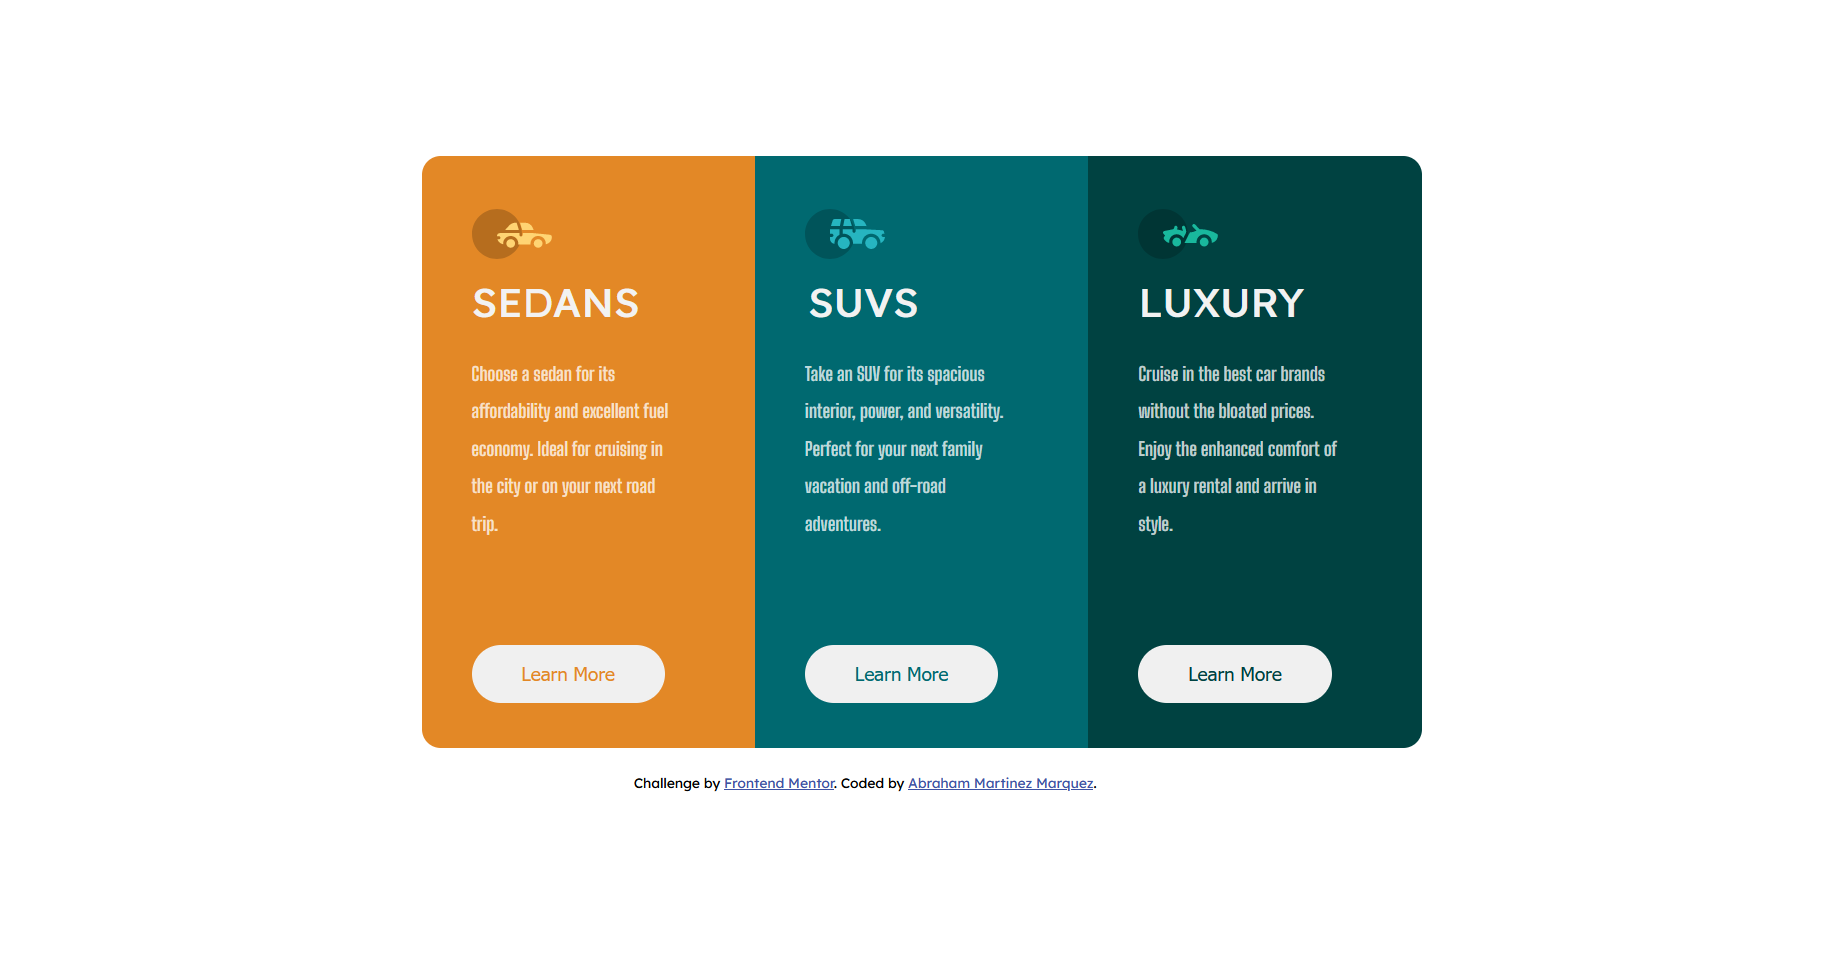 SEDANS
Choose a sedan for its
affordability and excellent fuel
economy. Ideal for cruising in
the city or on your next road
trip.
Learn More
SUVS
Take an SUV for its spacious
interior, power, and versatility.
Perfect for your next family
vacation and off-road
adventures.
Learn More
LUXURY
Cruise in the best car brands
without the bloated prices.
Enjoy the enhanced comfort of
a luxury rental and arrive in
style.
Learn More
Challenge by Frontend Mentor. Coded by Abraham Martinez Marquez.